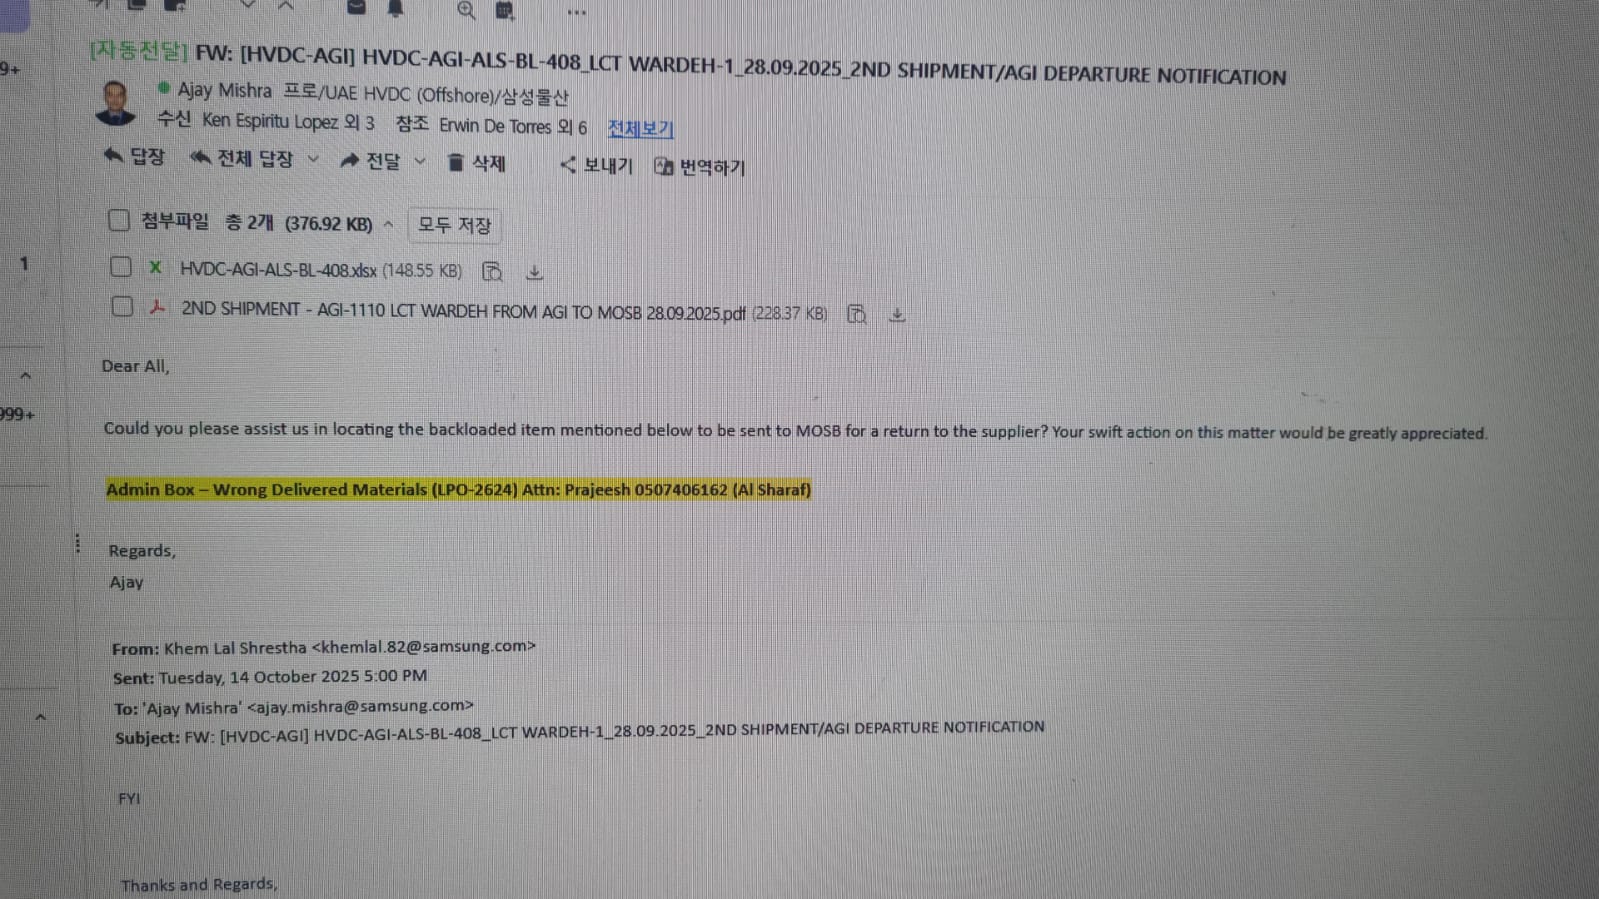 [자동전달] FW: [HVDC-AGI] HVDC-AGI-ALS-BL-408_LCT WARDEH-1_28.09.2025_2ND SHIPMENT/AGI DEPARTURE NOTIFICATION
9+
Ajay Mishra 프로/UAE HVDC (Offshore)/삼성물산
수신 Ken Espiritu Lopez 외 3 참조 Erwin De Torres 외 6 전체보기
답장 전체 답장 전달 삭제 보내기 번역하기
첨부파일 총 2개 (376.92 KB) 모두 저장
1
HVDC-AGI-ALS-BL-408.xlsx (148.55 KB)
2ND SHIPMENT - AGI-1110 LCT WARDEH FROM AGI TO MOSB 28.09.2025.pdf (228.37 KB)
Dear All,
999+
Could you please assist us in locating the backloaded item mentioned below to be sent to MOSB for a return to the supplier? Your swift action on this matter would be greatly appreciated.
Admin Box – Wrong Delivered Materials (LPO-2624) Attn: Prajeesh 0507406162 (Al Sharaf)
Regards,
Ajay
From: Khem Lal Shrestha <khemlal.82@samsung.com>
Sent: Tuesday, 14 October 2025 5:00 PM
To: 'Ajay Mishra' <ajay.mishra@samsung.com>
Subject: FW: [HVDC-AGI] HVDC-AGI-ALS-BL-408_LCT WARDEH-1_28.09.2025_2ND SHIPMENT/AGI DEPARTURE NOTIFICATION
FYI
Thanks and Regards,